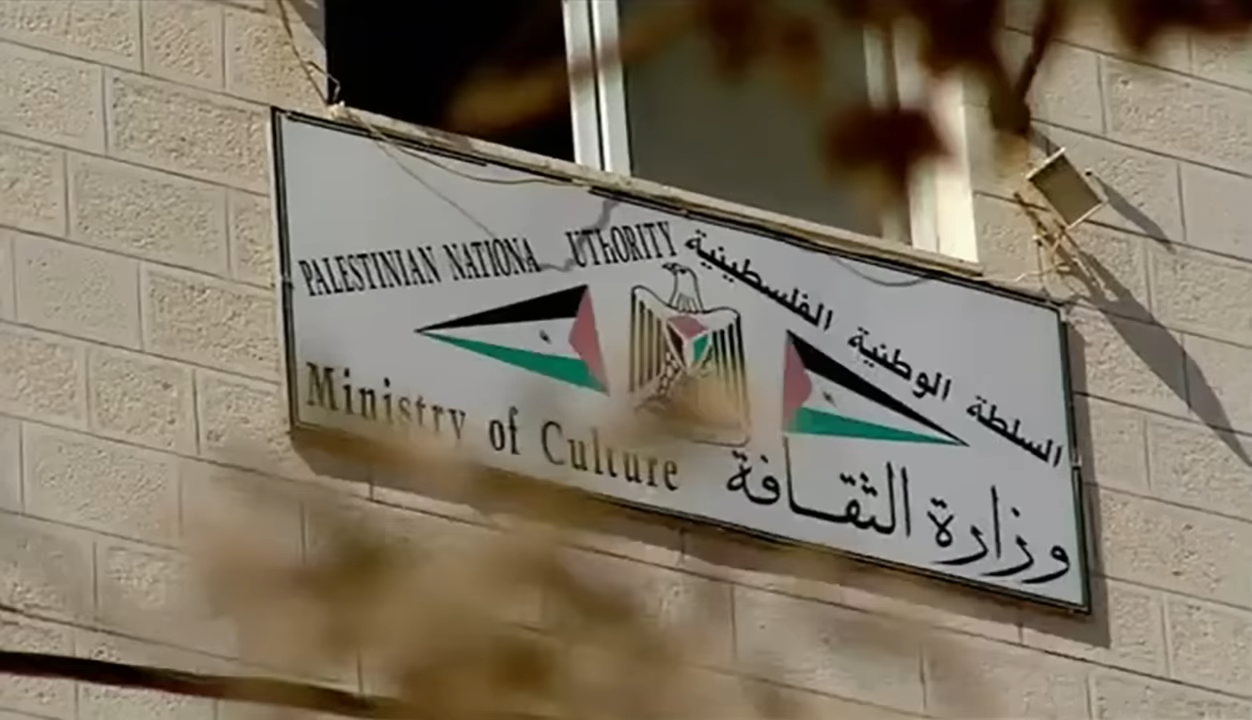 PALESTINIAN NATIONA UThORITY
السلطة الوطنية الفلسطينية
Ministry of Culture
وزارة الثقافة